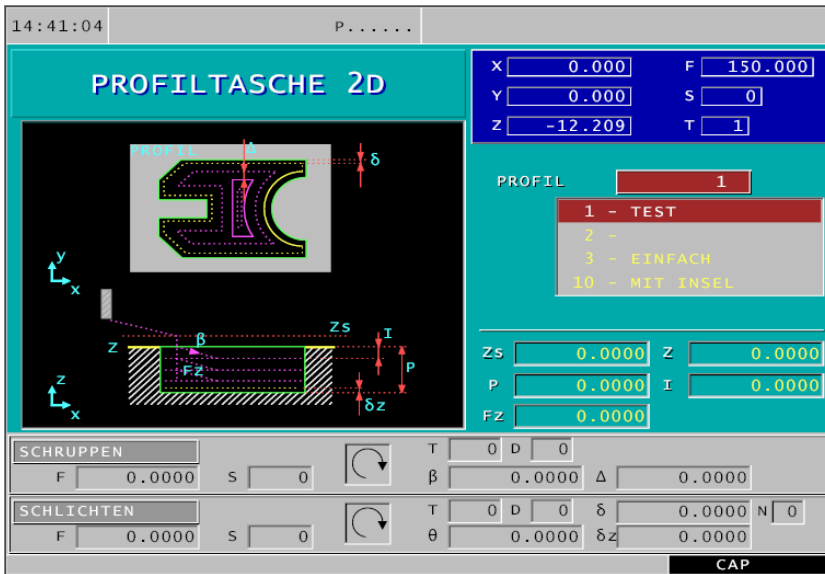 14:41:04 P......
PROFILTASCHE 2D
X 0.000 F 150.000
Y 0.000 S 0
Z -12.209 T 1
PROFIL Δ δ
y
x
Zs
Z β I
Fz P
z
x δz
PROFIL 1
1 - TEST
2 -
3 - EINFACH
10 - MIT INSEL
Zs 0.0000 Z 0.0000
P 0.0000 I 0.0000
Fz 0.0000
SCHRUPPEN T 0 D 0
F 0.0000 S 0 β 0.0000 Δ 0.0000
SCHLICHTEN T 0 D 0 δ 0.0000 N 0
F 0.0000 S 0 θ 0.0000 δz 0.0000
CAP